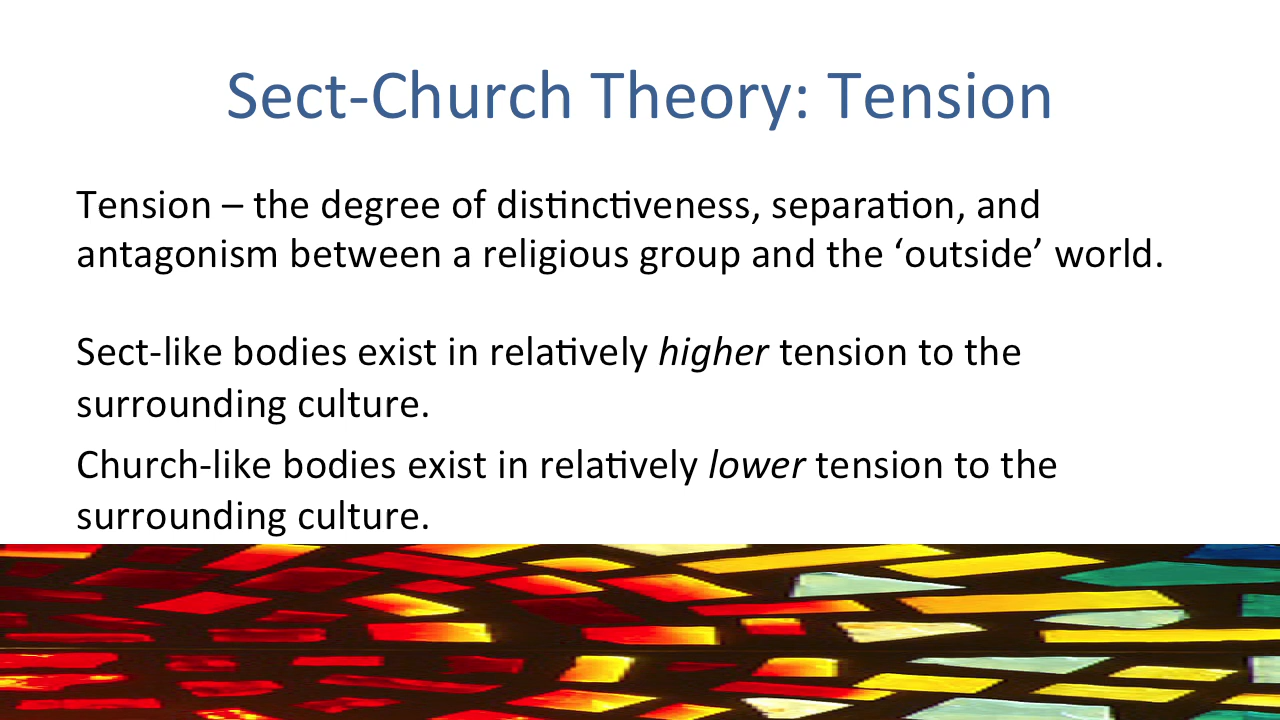 Sect-Church Theory: Tension
Tension – the degree of distinctiveness, separation, and
antagonism between a religious group and the ‘outside’ world.
Sect-like bodies exist in relatively higher tension to the
surrounding culture.
Church-like bodies exist in relatively lower tension to the
surrounding culture.